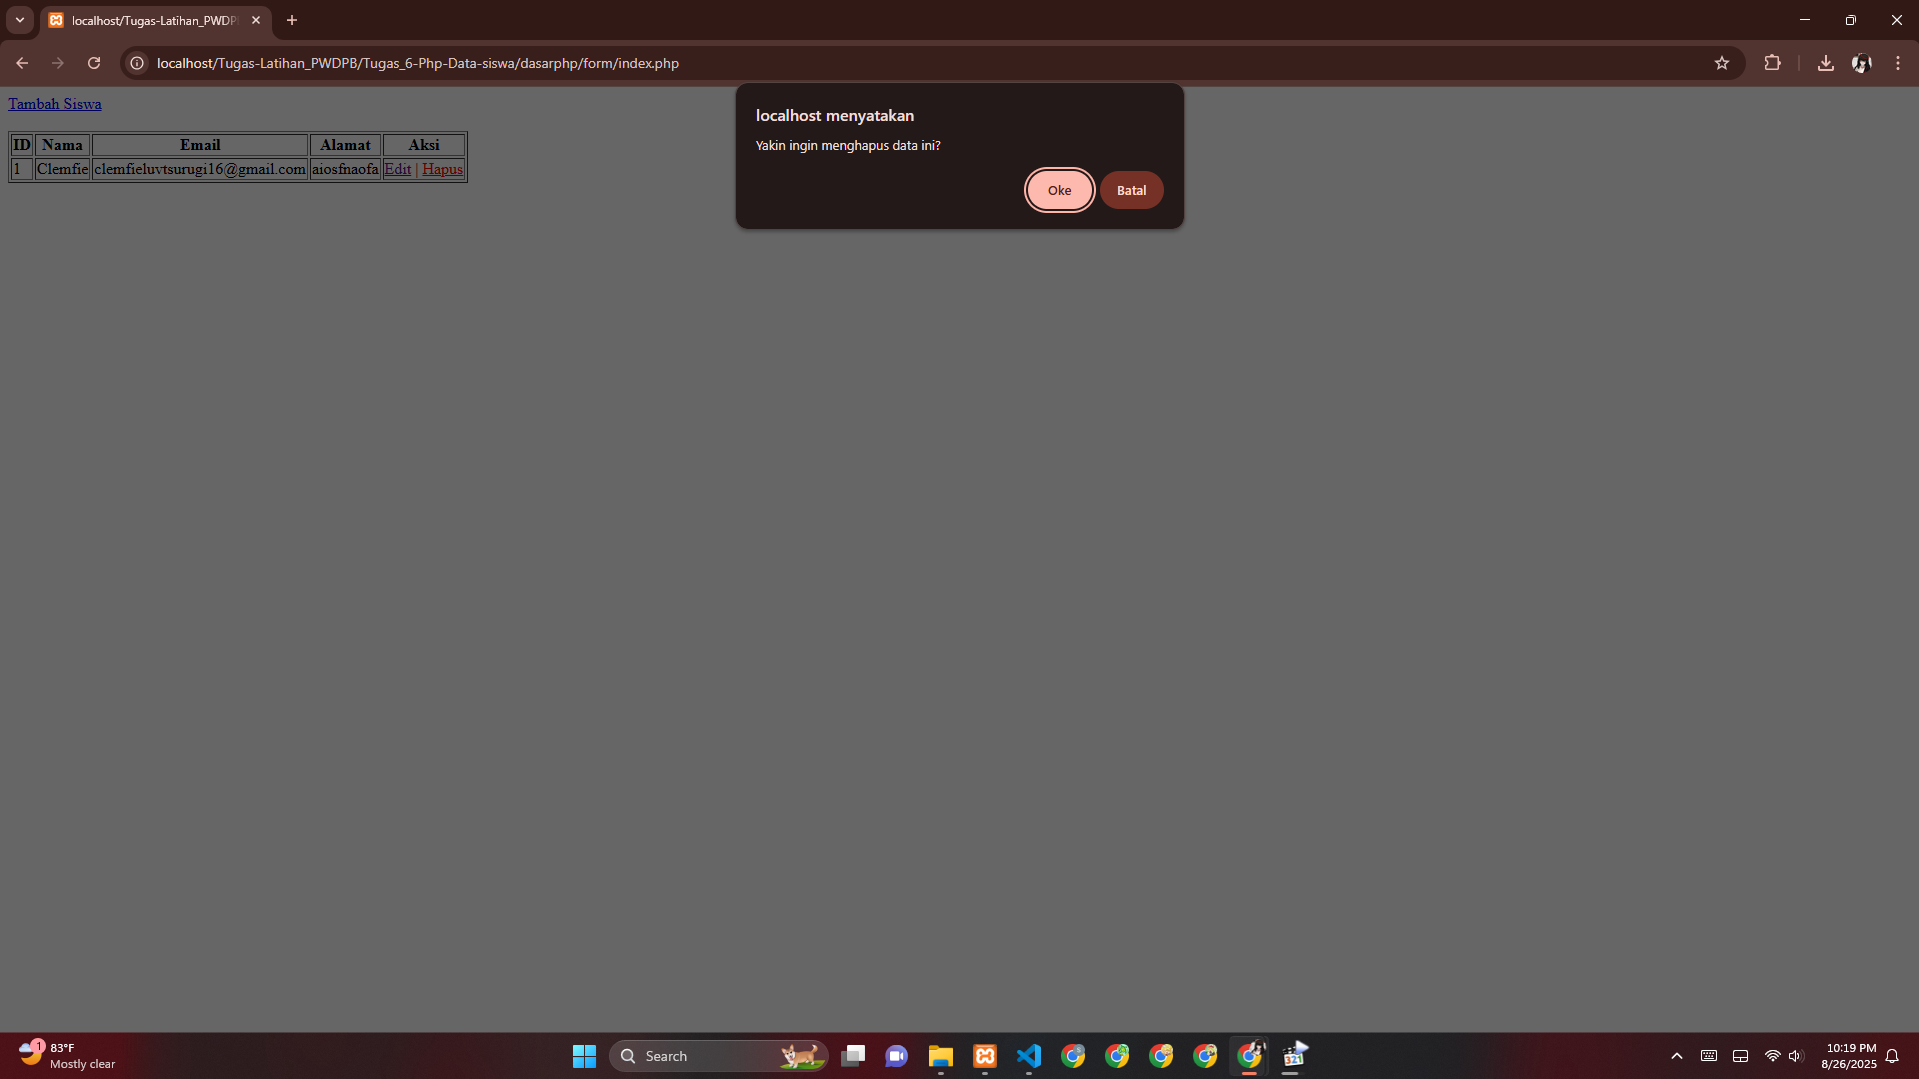 localhost/Tugas-Latihan_PWDP
localhost/Tugas-Latihan_PWDPB/Tugas_6-Php-Data-siswa/dasarphp/form/index.php
Tambah Siswa
ID Nama Email Alamat Aksi
1 Clemfie clemfieluvtsurugi16@gmail.com aiosfnaofa Edit | Hapus
localhost menyatakan
Yakin ingin menghapus data ini?
Oke Batal
1
83°F
Mostly clear
Search
321
10:19 PM
8/26/2025